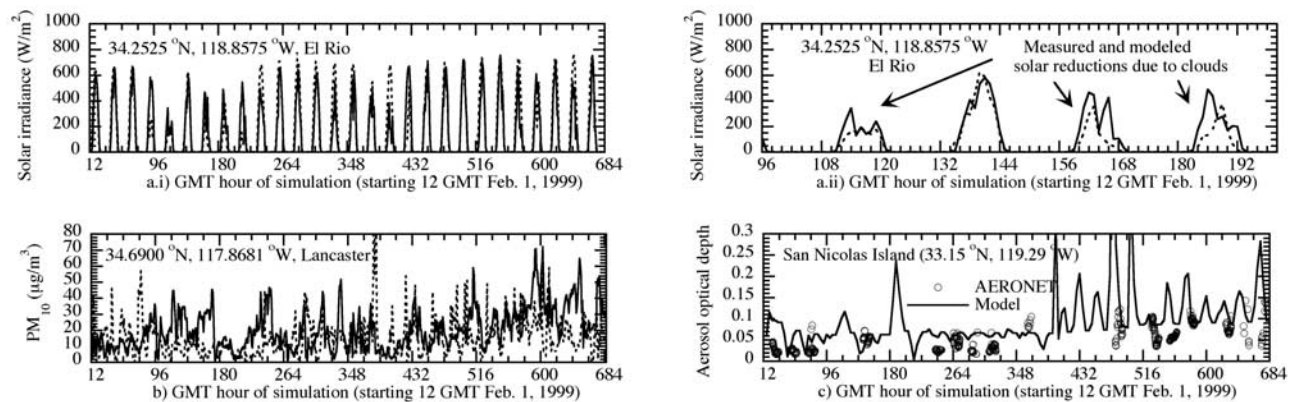 Solar irradiance (W/m²)
1000
800
600
400
200
0
34.2525 °N, 118.8575 °W, El Rio
12 96 180 264 348 432 516 600 684
a.i) GMT hour of simulation (starting 12 GMT Feb. 1, 1999)
Solar irradiance (W/m²)
1000
800
600
400
200
0
34.2525 °N, 118.8575 °W
El Rio
Measured and modeled
solar reductions due to clouds
96 108 120 132 144 156 168 180 192
a.ii) GMT hour of simulation (starting 12 GMT Feb. 1, 1999)
PM₁₀ (μg/m³)
80
70
60
50
40
30
20
10
0
34.6900 °N, 117.8681 °W, Lancaster
12 96 180 264 348 432 516 600 684
b) GMT hour of simulation (starting 12 GMT Feb. 1, 1999)
Aerosol optical depth
0.3
0.25
0.2
0.15
0.1
0.05
0
San Nicolas Island (33.15 °N, 119.29 °W)
AERONET
Model
12 96 180 264 348 432 516 600 684
c) GMT hour of simulation (starting 12 GMT Feb. 1, 1999)